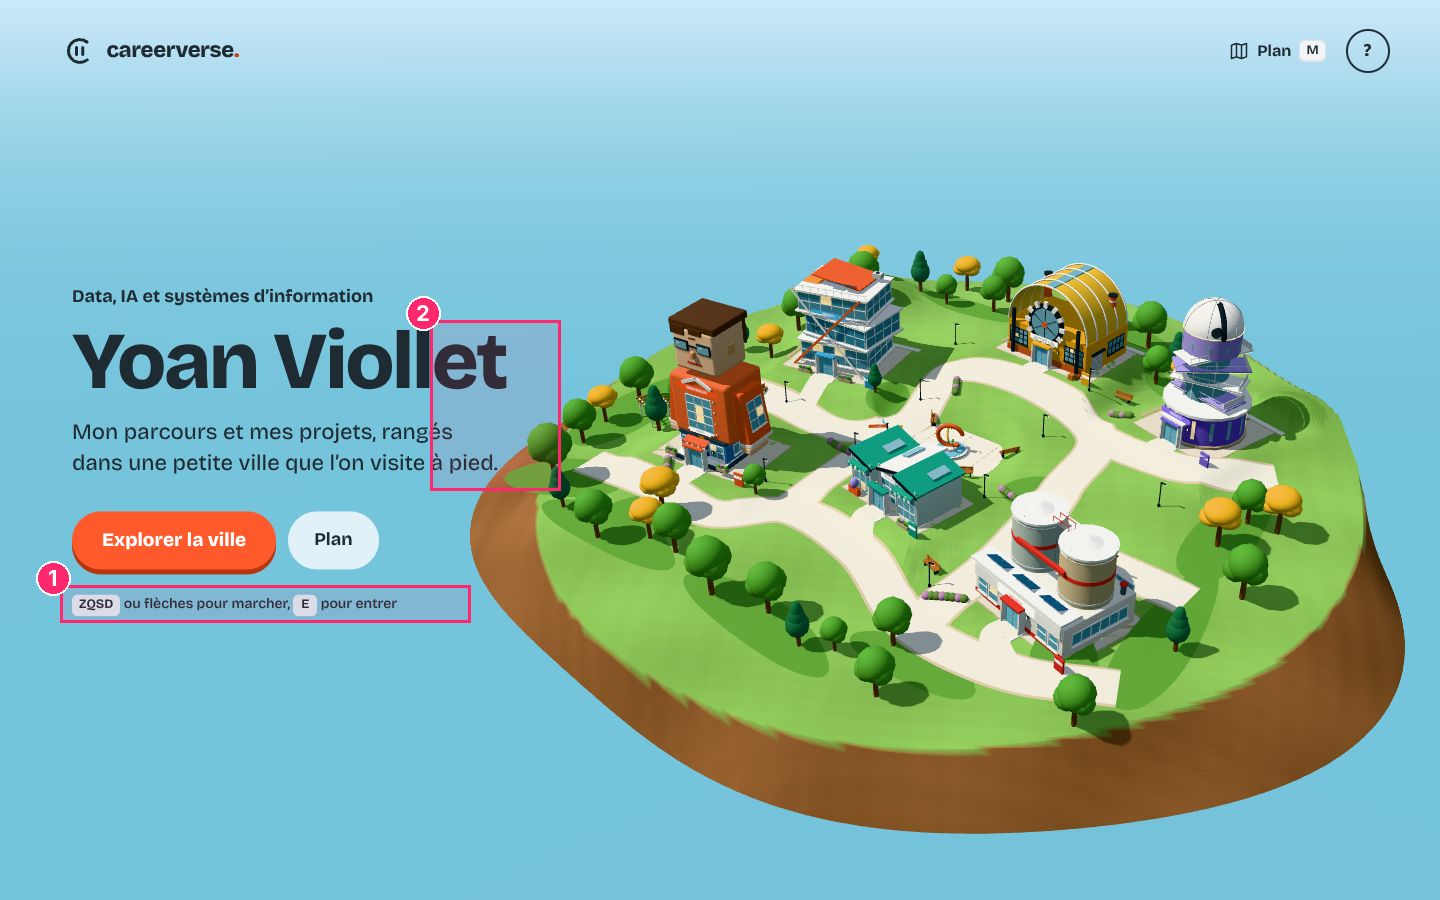 careerverse.
Plan M ?
Data, IA et systèmes d'information
2
Yoan Viollet
Mon parcours et mes projets, rangés
dans une petite ville que l'on visite à pied.
Explorer la ville
Plan
1
ZQSD ou flèches pour marcher, E pour entrer